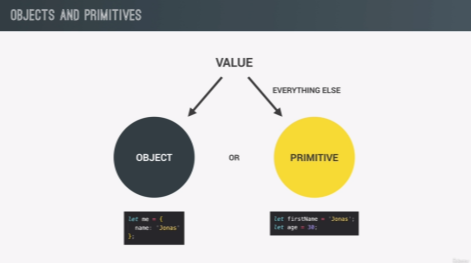 OBJECTS AND PRIMITIVES
VALUE
EVERYTHING ELSE
OBJECT
OR
PRIMITIVE
let me = {
name: 'Jonas'
};
let firstName = 'Jonas';
let age = 30;